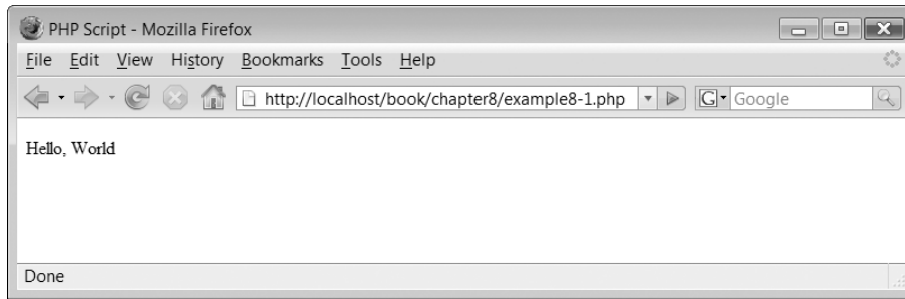 PHP Script - Mozilla Firefox
File Edit View History Bookmarks Tools Help
http://localhost/book/chapter8/example8-1.php G Google
Hello, World
Done